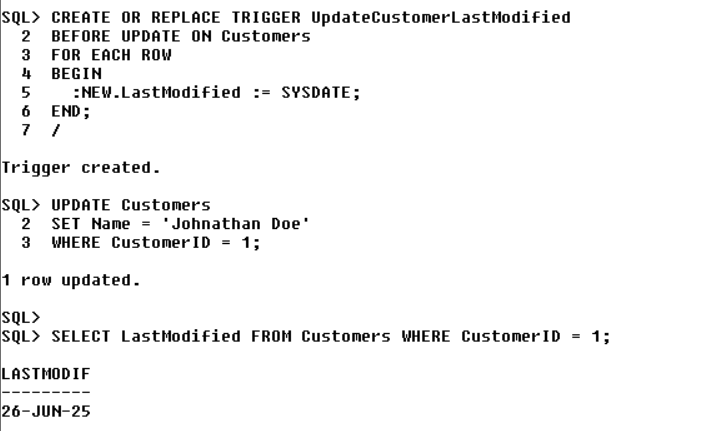 SQL> CREATE OR REPLACE TRIGGER UpdateCustomerLastModified
  2  BEFORE UPDATE ON Customers
  3  FOR EACH ROW
  4  BEGIN
  5    :NEW.LastModified := SYSDATE;
  6  END;
  7  /
Trigger created.
SQL> UPDATE Customers
  2  SET Name = 'Johnathan Doe'
  3  WHERE CustomerID = 1;
1 row updated.
SQL>
SQL> SELECT LastModified FROM Customers WHERE CustomerID = 1;
LASTMODIF
---------
26-JUN-25